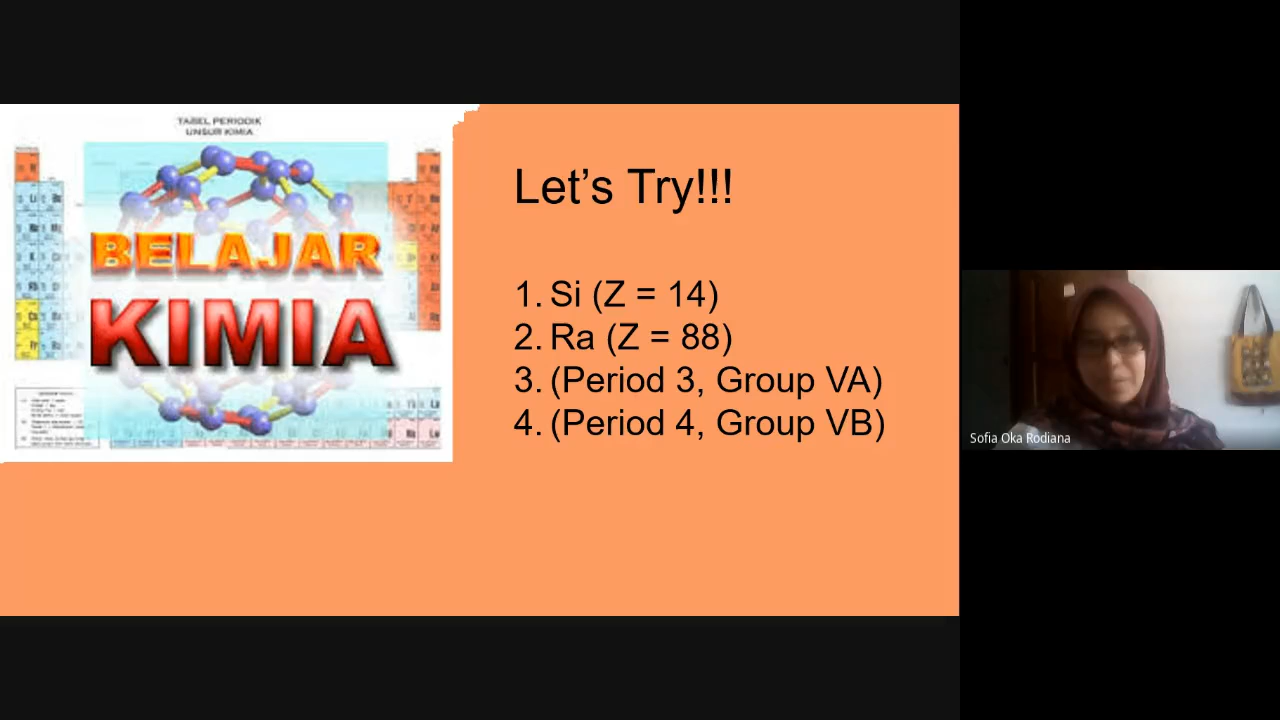 TABEL PERIODIK
UNSUR KIMIA
BELAJAR
KIMIA
Let's Try!!!
1. Si (Z = 14)
2. Ra (Z = 88)
3. (Period 3, Group VA)
4. (Period 4, Group VB)
Sofia Oka Rodiana